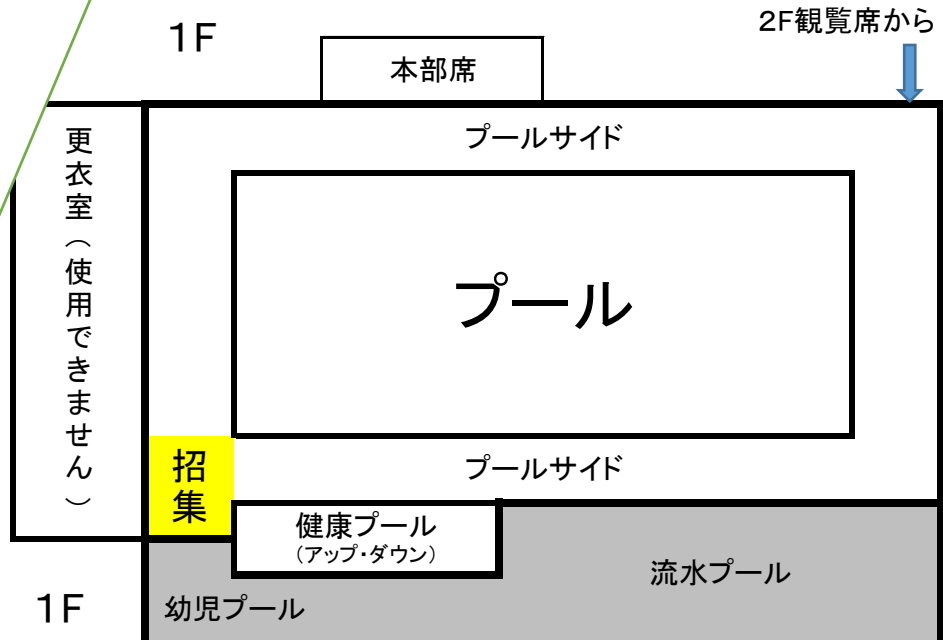 1F
2F観覧席から
本部席
プールサイド
更衣室(使用できません)
プール
招集
プールサイド
健康プール
(アップ・ダウン)
流水プール
幼児プール
1F